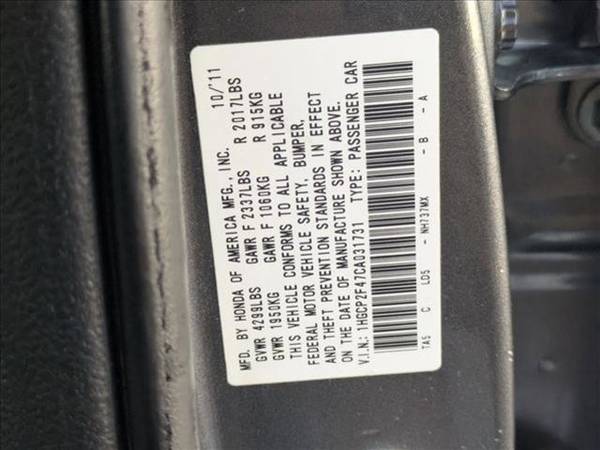 MFD. BY HONDA OF AMERICA MFG., INC. 10/'11
GVWR 4299LBS GAWR F 2337LBS R 2017LBS
GVWR 1950KG GAWR F 1060KG R 915KG
THIS VEHICLE CONFORMS TO ALL APPLICABLE
FEDERAL MOTOR VEHICLE SAFETY, BUMPER,
AND THEFT PREVENTION STANDARDS IN EFFECT
ON THE DATE OF MANUFACTURE SHOWN ABOVE.
V.I.N.: 1HGCP2F47CA031731 TYPE: PASSENGER CAR
TA5 C LD5 - NH737MX - B - A